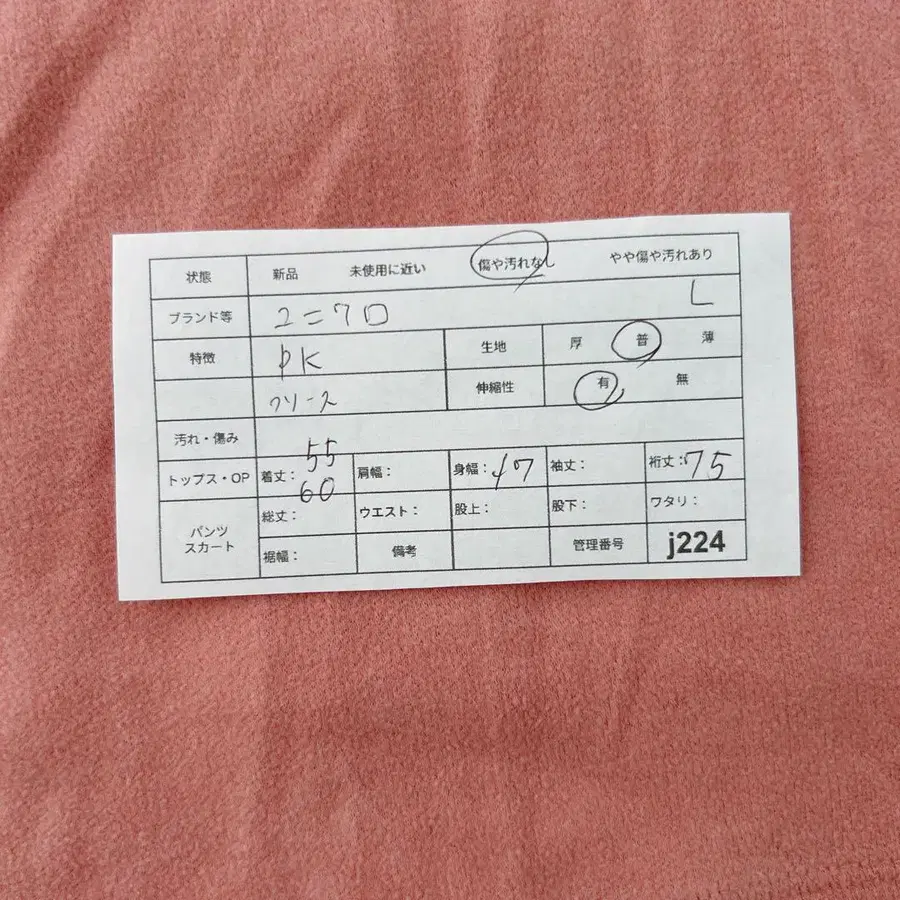 状態 新品 未使用に近い 傷や汚れなし やや傷や汚れあり
ブランド等 ユニクロ L
特徴 PK 生地 厚 普 薄
フリース 伸縮性 有 無
汚れ・傷み
トップス・OP 着丈： 55 60 肩幅： 身幅： 47 袖丈： 裄丈： 75
パンツ スカート 総丈： ウエスト： 股上： 股下： ワタリ：
裾幅： 備考 管理番号 j224